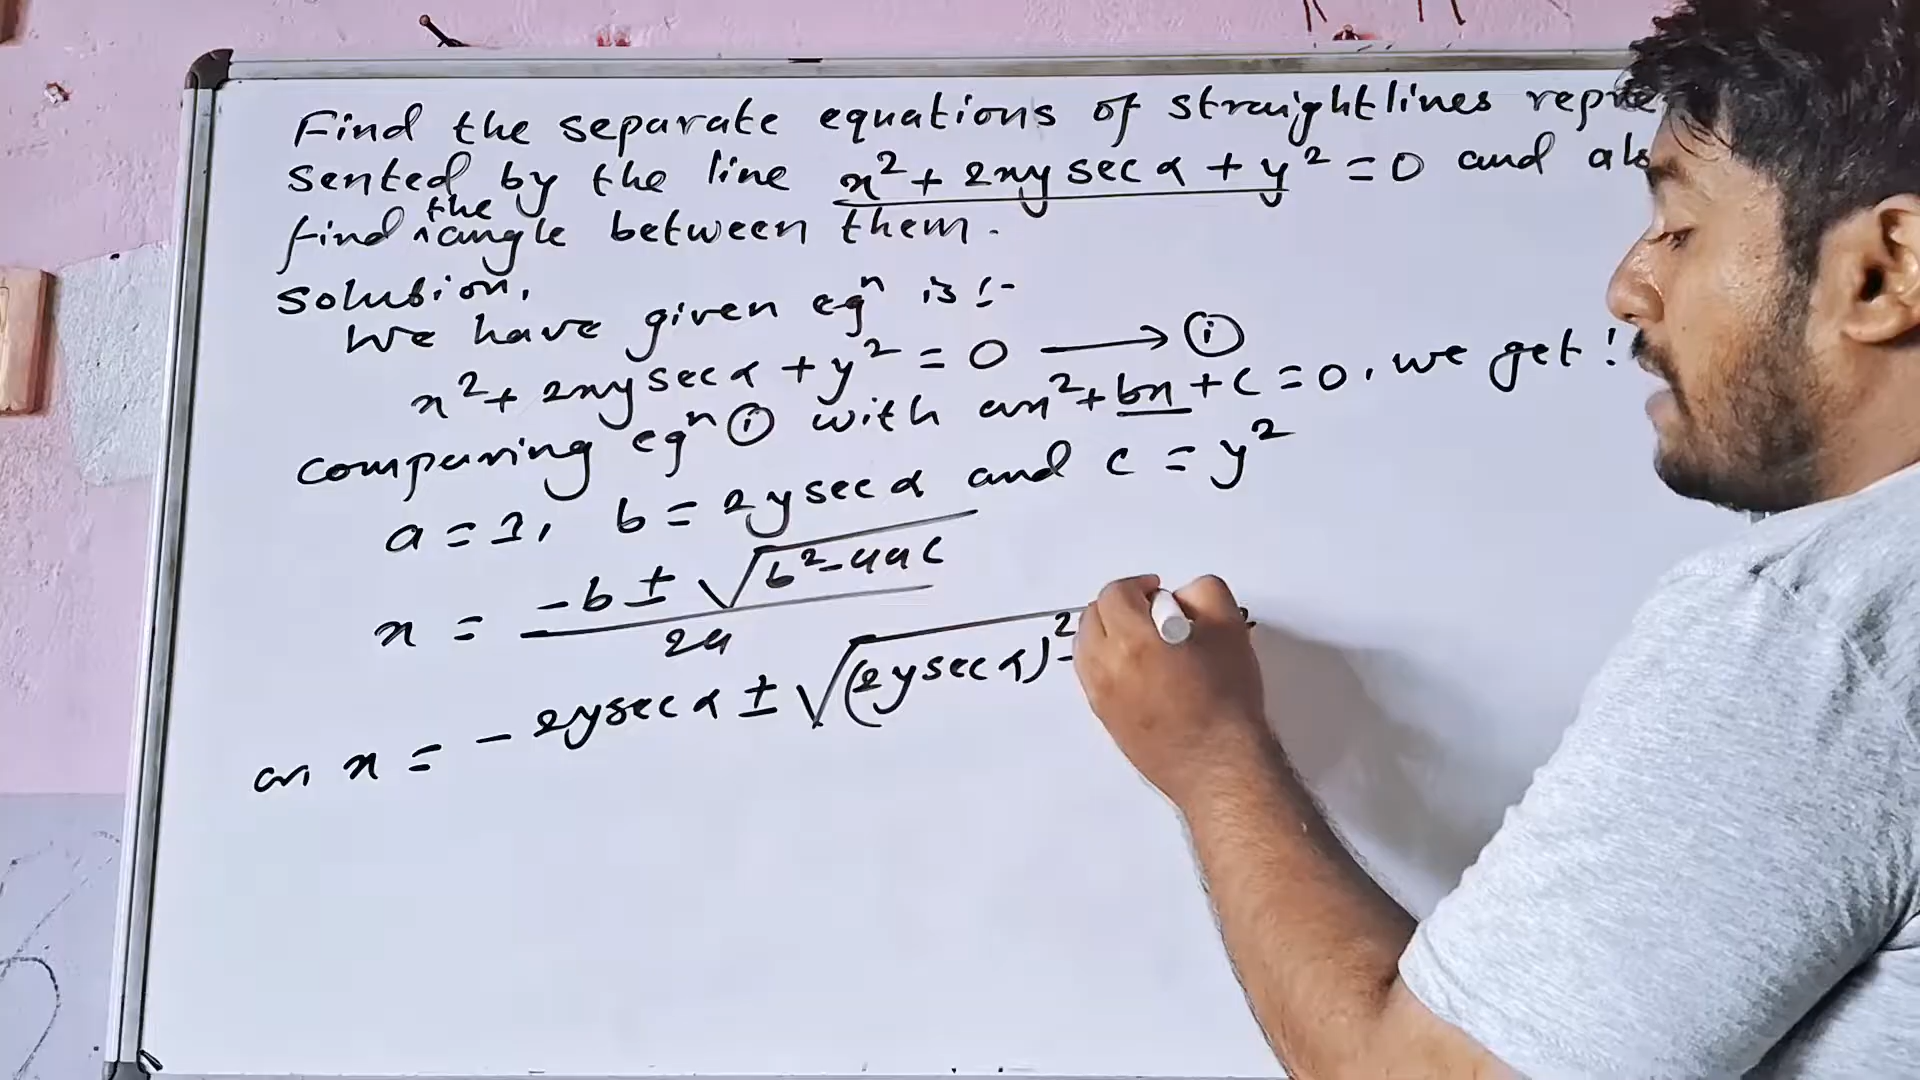 Find the separate equations of straight lines repre
sented by the line x² + 2xy sec α + y² = 0 and als
find the angle between them.
Solution,
We have given eqⁿ is :-
x² + 2xy sec α + y² = 0 ⟶ (i)
comparing eqⁿ (i) with ax² + bx + c = 0, we get !
a = 1, b = 2y sec α and c = y²
x = (-b ± √(b² - 4ac)) / 2a
or, x = - 2y sec α ± √((2y sec α)² -